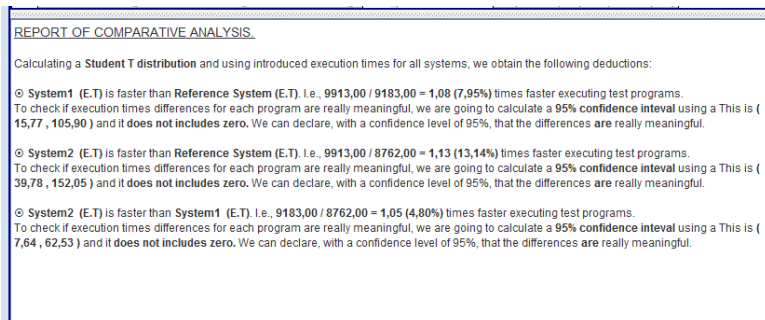 REPORT OF COMPARATIVE ANALYSIS.
Calculating a Student T distribution and using introduced execution times for all systems, we obtain the following deductions:
⊙ System1 (E.T) is faster than Reference System (E.T). I.e., 9913,00 / 9183,00 = 1,08 (7,95%) times faster executing test programs.
To check if execution times differences for each program are really meaningful, we are going to calculate a 95% confidence inteval using a This is (
15,77 , 105,90 ) and it does not includes zero. We can declare, with a confidence level of 95%, that the differences are really meaningful.
⊙ System2 (E.T) is faster than Reference System (E.T). I.e., 9913,00 / 8762,00 = 1,13 (13,14%) times faster executing test programs.
To check if execution times differences for each program are really meaningful, we are going to calculate a 95% confidence inteval using a This is (
39,78 , 152,05 ) and it does not includes zero. We can declare, with a confidence level of 95%, that the differences are really meaningful.
⊙ System2 (E.T) is faster than System1 (E.T). I.e., 9183,00 / 8762,00 = 1,05 (4,80%) times faster executing test programs.
To check if execution times differences for each program are really meaningful, we are going to calculate a 95% confidence inteval using a This is (
7,64 , 62,53 ) and it does not includes zero. We can declare, with a confidence level of 95%, that the differences are really meaningful.